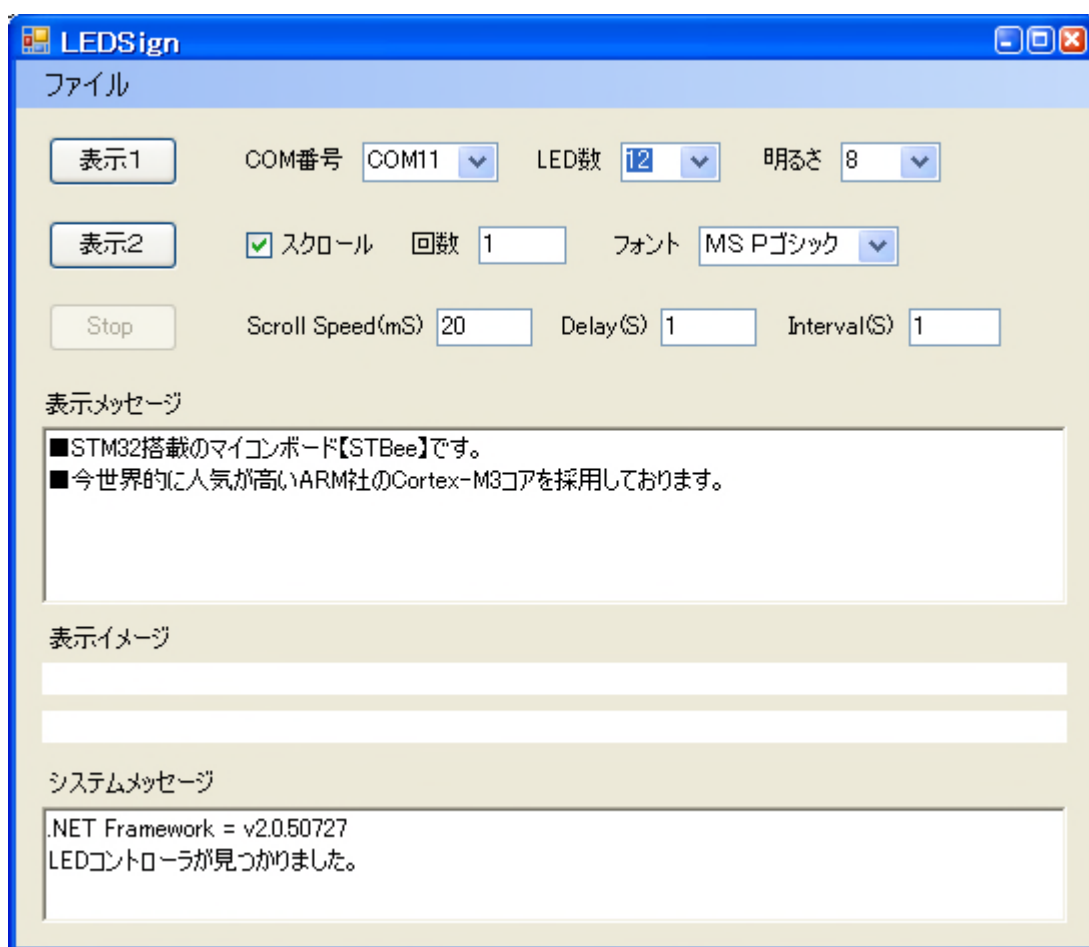 LEDSign
ファイル
表示1 COM番号 COM11 LED数 12 明るさ 8
表示2 スクロール 回数 1 フォント MS Pゴシック
Stop Scroll Speed(mS) 20 Delay(S) 1 Interval(S) 1
表示メッセージ
■STM32搭載のマイコンボード【STBee】です。
■今世界的に人気が高いARM社のCortex-M3コアを採用しております。
表示イメージ
システムメッセージ
.NET Framework = v2.0.50727
LEDコントローラが見つかりました。